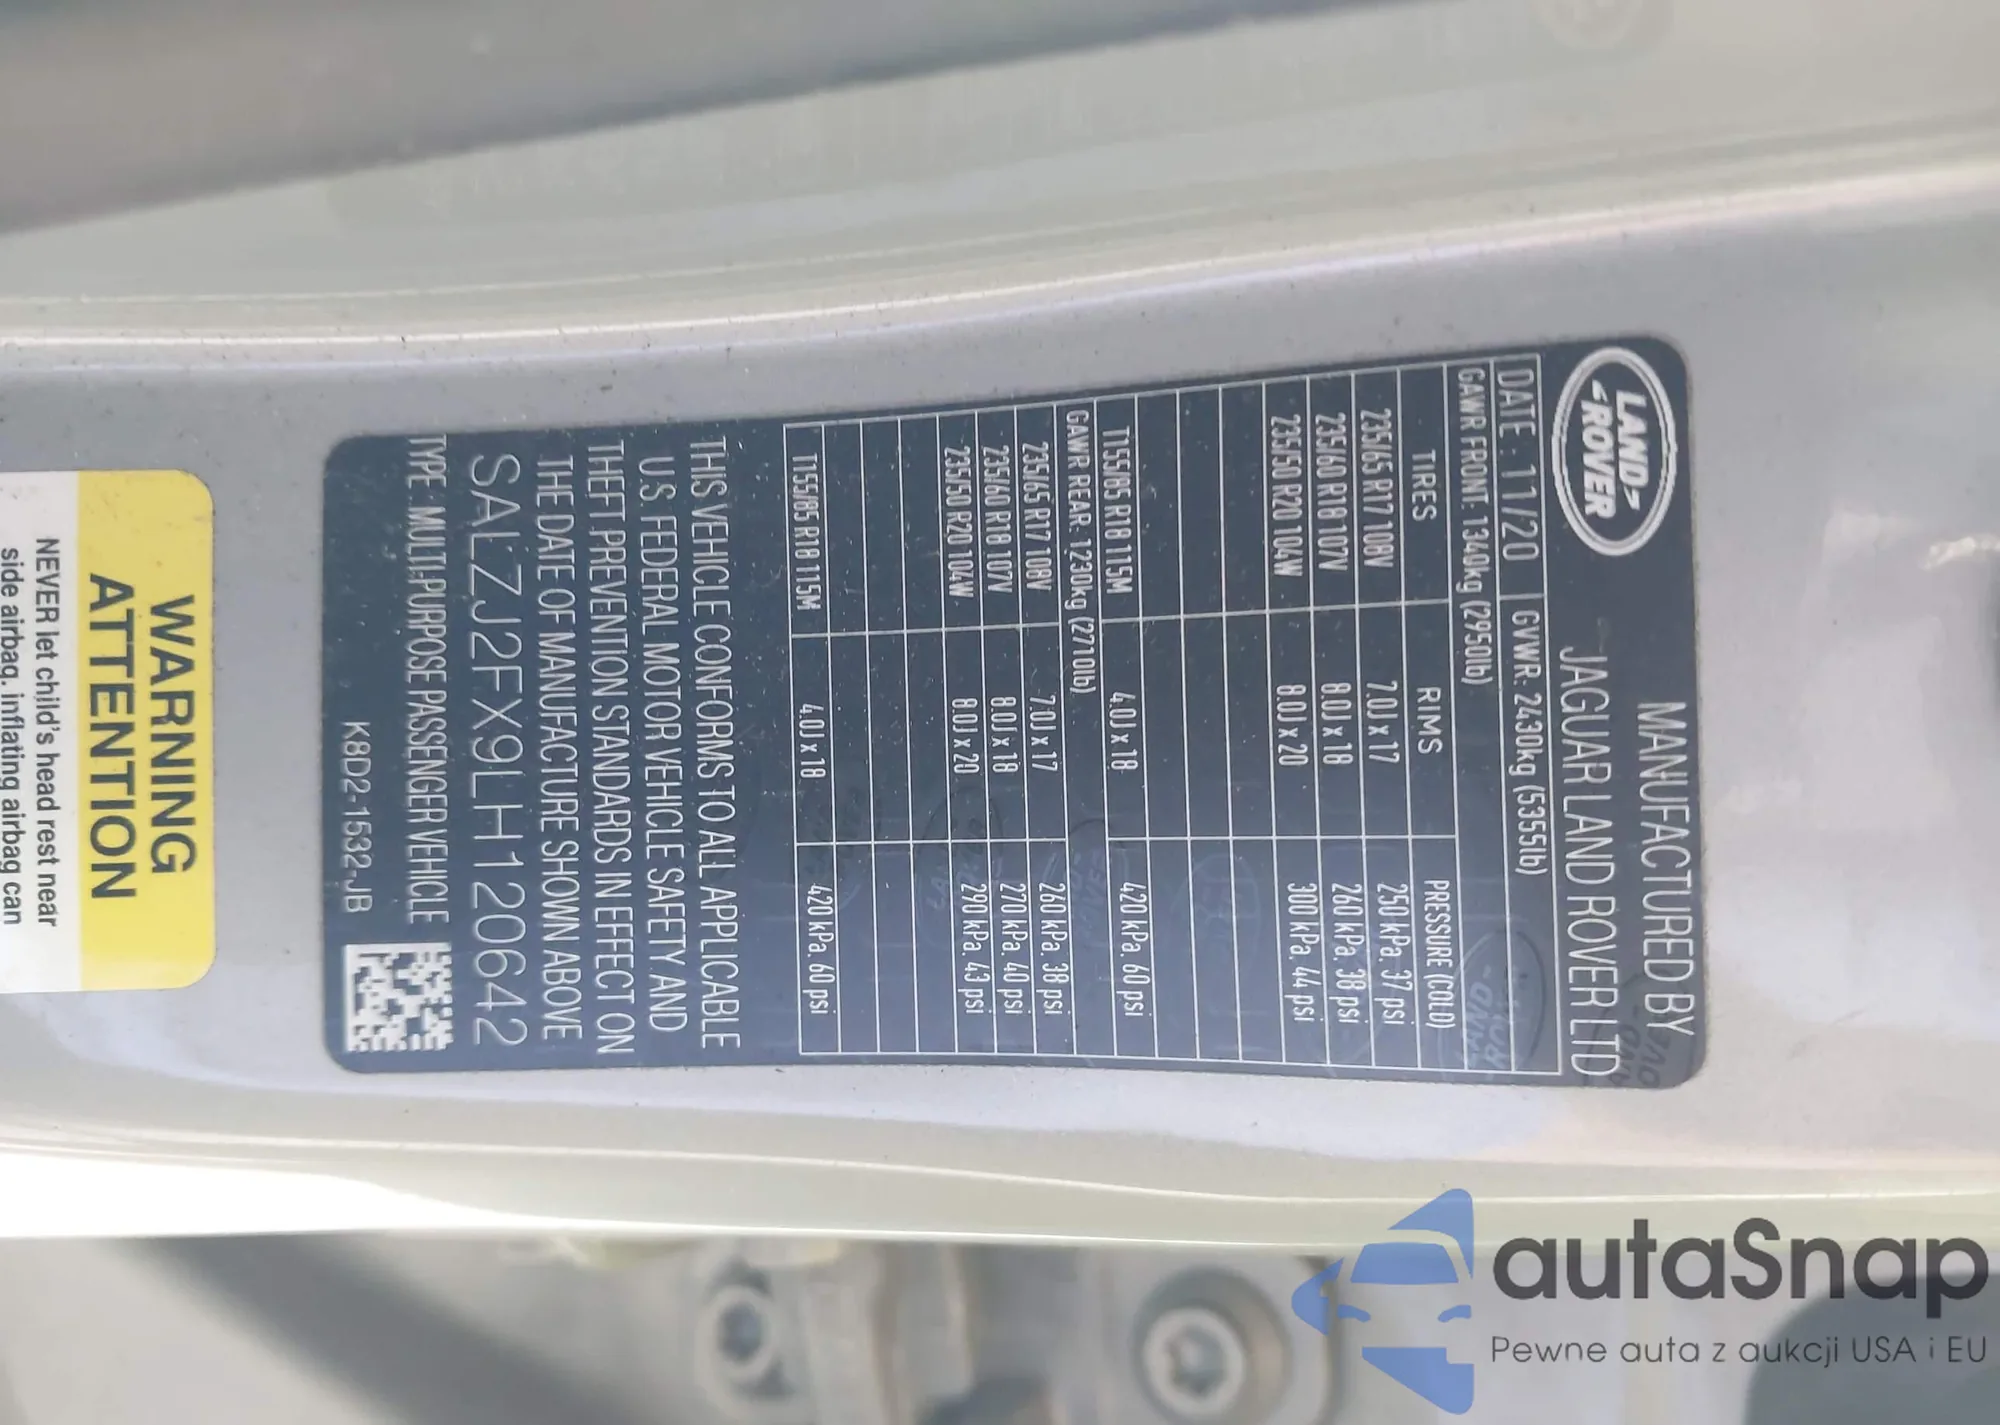 LAND-
-ROVER
MANUFACTURED BY
JAGUAR LAND ROVER LTD
DATE : 11/20 GVWR: 2430kg (5355lb)
GAWR FRONT: 1340kg (2950lb)
TIRES RIMS PRESSURE (COLD)
235/65 R17 108V 7.0J x 17 250 kPa. 37 psi
235/60 R18 107V 8.0J x 18 260 kPa. 38 psi
235/50 R20 104W 8.0J x 20 300 kPa. 44 psi
T155/85 R18 115M 4.0J x 18 420 kPa. 60 psi
GAWR REAR: 1230kg (2710lb)
235/65 R17 108V 7.0J x 17 260 kPa. 38 psi
235/60 R18 107V 8.0J x 18 270 kPa. 40 psi
235/50 R20 104W 8.0J x 20 290 kPa. 43 psi
T155/85 R18 115M 4.0J x 18 420 kPa. 60 psi
THIS VEHICLE CONFORMS TO ALL APPLICABLE
U.S. FEDERAL MOTOR VEHICLE SAFETY AND
THEFT PREVENTION STANDARDS IN EFFECT ON
THE DATE OF MANUFACTURE SHOWN ABOVE
SALZJ2FX9LH120642
TYPE : MULTI-PURPOSE PASSENGER VEHICLE
K8D2-1532-JB
WARNING
ATTENTION
NEVER let child's head rest near
side airbag, inflating airbag can
autaSnap
Pewne auta z aukcji USA i EU